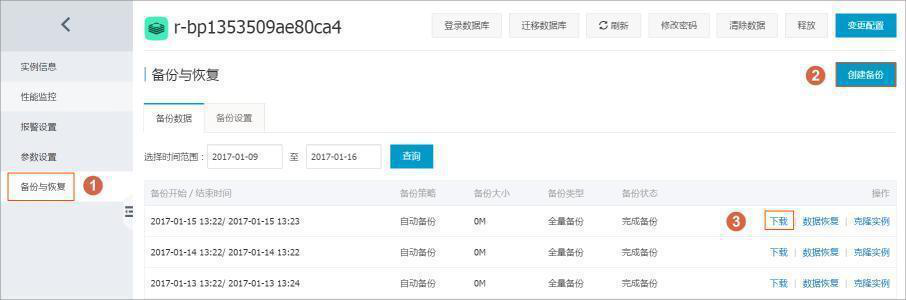 r-bp1353509ae80ca4 登录数据库 迁移数据库 刷新 修改密码 清除数据 释放 变更配置
实例信息
性能监控
报警设置
参数设置
备份与恢复 1
备份与恢复 2 创建备份
备份数据 备份设置
选择时间范围: 2017-01-09 至 2017-01-16 查询
备份开始 / 结束时间 备份策略 备份大小 备份类型 备份状态 操作
2017-01-15 13:22/ 2017-01-15 13:23 自动备份 0M 全量备份 完成备份 3 下载 | 数据恢复 | 克隆实例
2017-01-14 13:22/ 2017-01-14 13:22 自动备份 0M 全量备份 完成备份 下载 | 数据恢复 | 克隆实例
2017-01-13 13:22/ 2017-01-13 13:24 自动备份 0M 全量备份 完成备份 下载 | 数据恢复 | 克隆实例